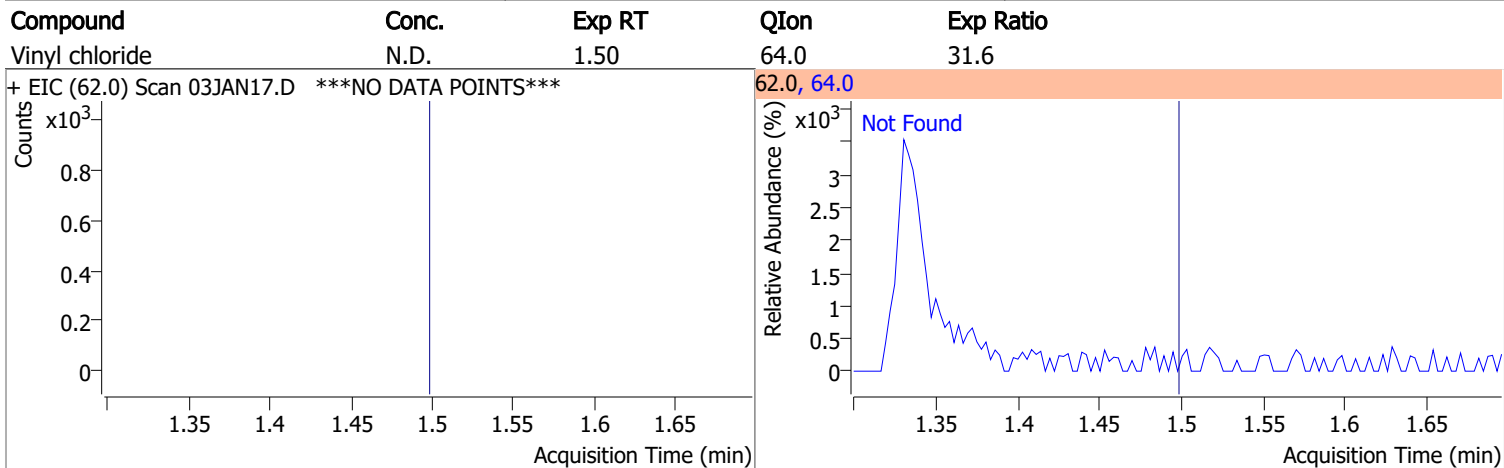 Compound Conc. Exp RT QIon Exp Ratio
Vinyl chloride N.D. 1.50 64.0 31.6
+ EIC (62.0) Scan 03JAN17.D ***NO DATA POINTS***
Counts
x10³
0.8
0.6
0.4
0.2
0
1.35 1.4 1.45 1.5 1.55 1.6 1.65
Acquisition Time (min)
62.0, 64.0
Relative Abundance (%)
x10³
Not Found
3
2.5
2
1.5
1
0.5
0
1.35 1.4 1.45 1.5 1.55 1.6 1.65
Acquisition Time (min)